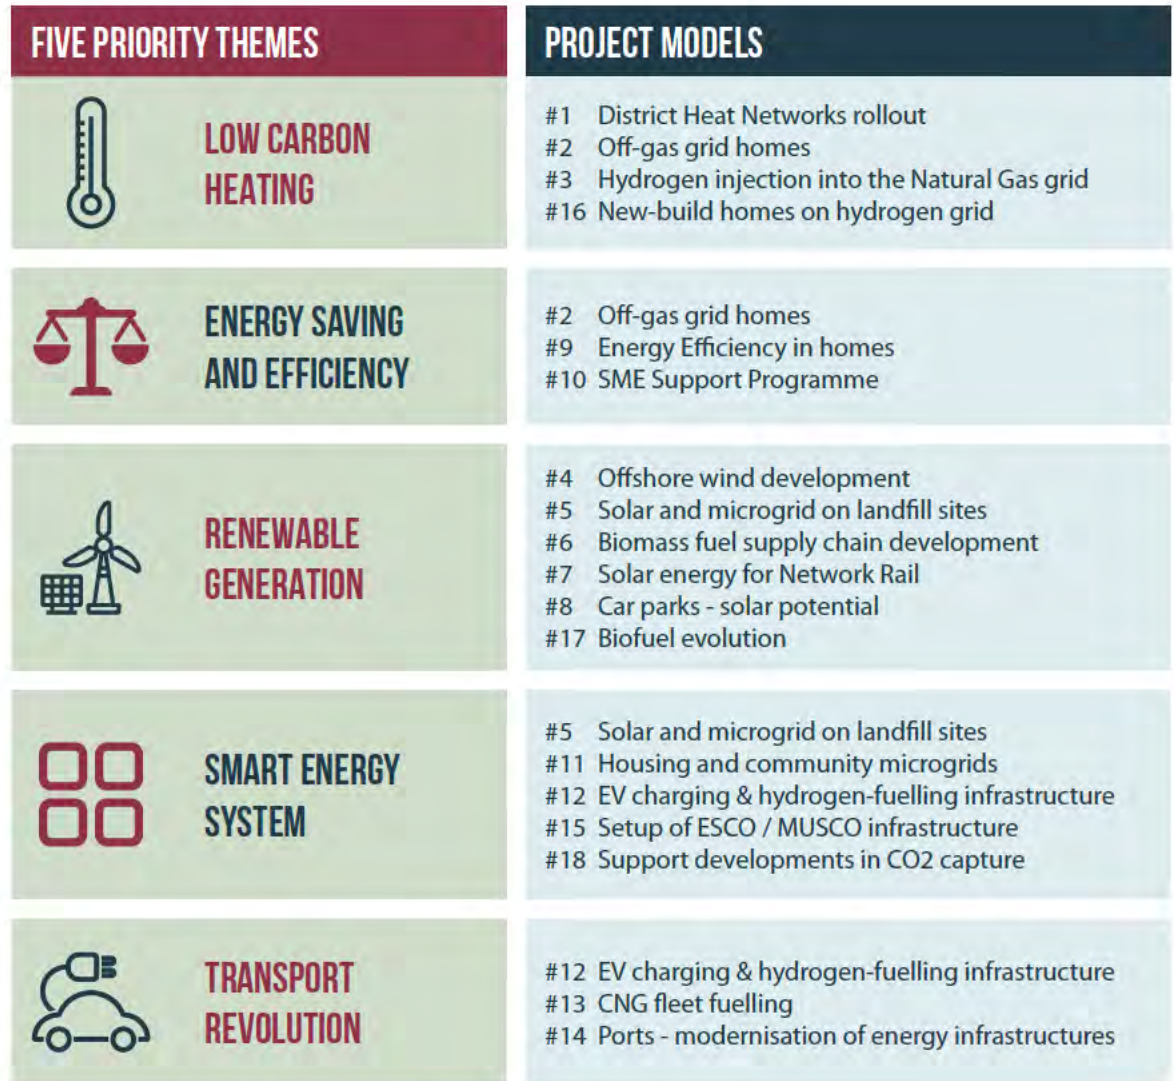 FIVE PRIORITY THEMES
PROJECT MODELS
LOW CARBON
HEATING
#1 District Heat Networks rollout
#2 Off-gas grid homes
#3 Hydrogen injection into the Natural Gas grid
#16 New-build homes on hydrogen grid
ENERGY SAVING
AND EFFICIENCY
#2 Off-gas grid homes
#9 Energy Efficiency in homes
#10 SME Support Programme
RENEWABLE
GENERATION
#4 Offshore wind development
#5 Solar and microgrid on landfill sites
#6 Biomass fuel supply chain development
#7 Solar energy for Network Rail
#8 Car parks - solar potential
#17 Biofuel evolution
SMART ENERGY
SYSTEM
#5 Solar and microgrid on landfill sites
#11 Housing and community microgrids
#12 EV charging & hydrogen-fuelling infrastructure
#15 Setup of ESCO / MUSCO infrastructure
#18 Support developments in CO2 capture
TRANSPORT
REVOLUTION
#12 EV charging & hydrogen-fuelling infrastructure
#13 CNG fleet fuelling
#14 Ports - modernisation of energy infrastructures